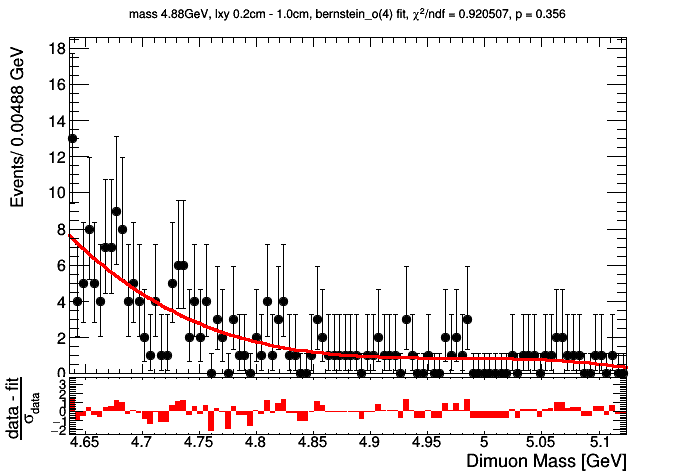 mass 4.88GeV, lxy 0.2cm - 1.0cm, bernstein_o(4) fit, χ²/ndf = 0.920507, p = 0.356
Events/ 0.00488 GeV
18
16
14
12
10
8
6
4
2
0
data - fit
σdata
3
2
1
0
−1
−2
4.65 4.7 4.75 4.8 4.85 4.9 4.95 5 5.05 5.1
Dimuon Mass [GeV]